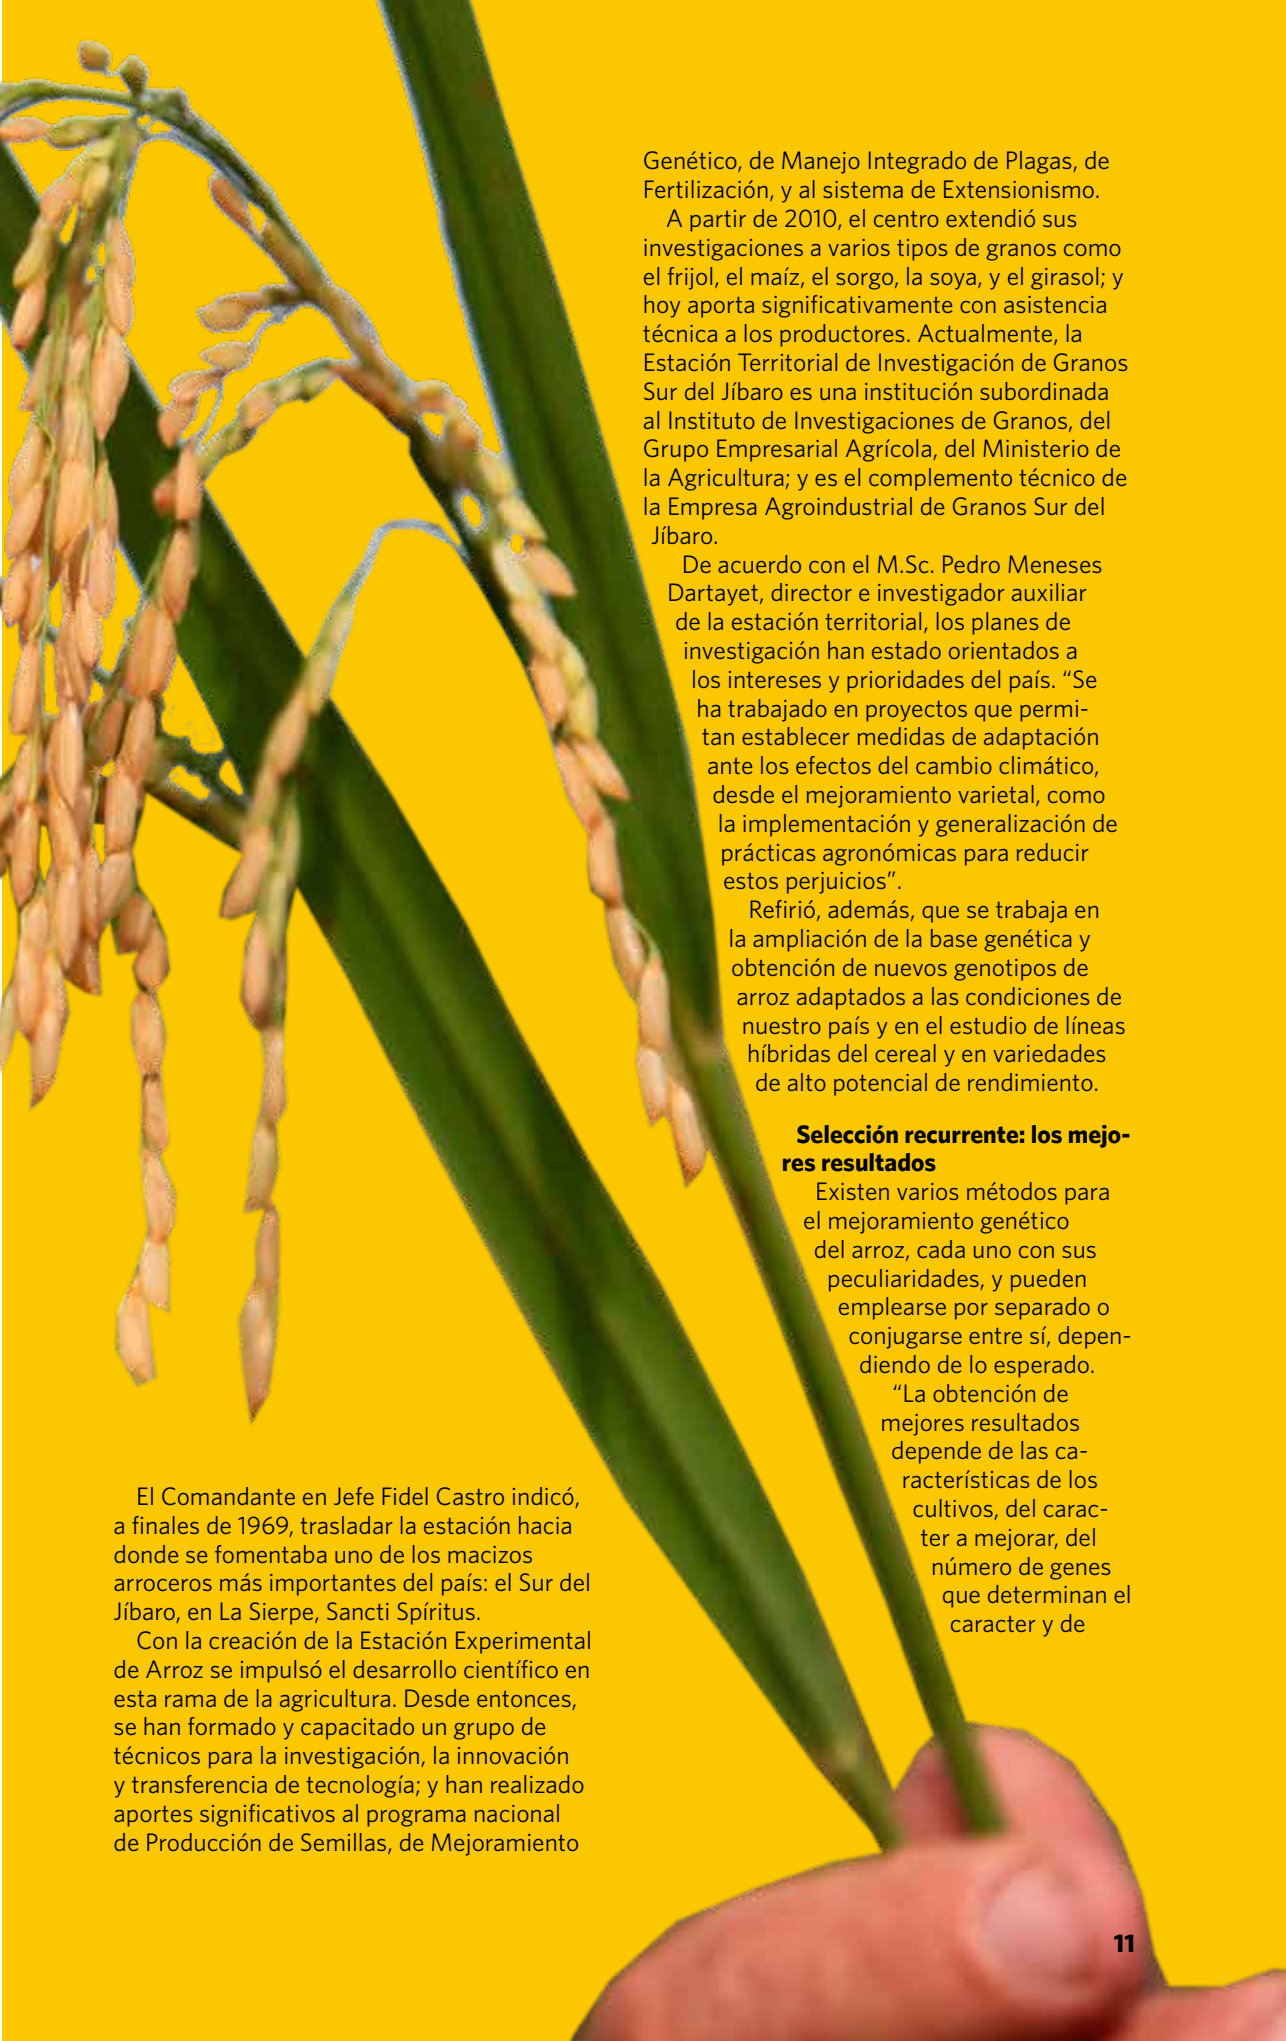 El Comandante en Jefe Fidel Castro indicó,
a finales de 1969, trasladar la estación hacia
donde se fomentaba uno de los macizos
arroceros más importantes del país: el Sur del
Jíbaro, en La Sierpe, Sancti Spíritus.
Con la creación de la Estación Experimental
de Arroz se impulsó el desarrollo científico en
esta rama de la agricultura. Desde entonces,
se han formado y capacitado un grupo de
técnicos para la investigación, la innovación
y transferencia de tecnología; y han realizado
aportes significativos al programa nacional
de Producción de Semillas, de Mejoramiento
Genético, de Manejo Integrado de Plagas, de
Fertilización, y al sistema de Extensionismo.
A partir de 2010, el centro extendió sus
investigaciones a varios tipos de granos como
el frijol, el maíz, el sorgo, la soya, y el girasol; y
hoy aporta significativamente con asistencia
técnica a los productores. Actualmente, la
Estación Territorial de Investigación de Granos
Sur del Jíbaro es una institución subordinada
al Instituto de Investigaciones de Granos, del
Grupo Empresarial Agrícola, del Ministerio de
la Agricultura; y es el complemento técnico de
la Empresa Agroindustrial de Granos Sur del
Jíbaro.
De acuerdo con el M.Sc. Pedro Meneses
Dartayet, director e investigador auxiliar
de la estación territorial, los planes de
investigación han estado orientados a
los intereses y prioridades del país. “Se
ha trabajado en proyectos que permi-
tan establecer medidas de adaptación
ante los efectos del cambio climático,
desde el mejoramiento varietal, como
la implementación y generalización de
prácticas agronómicas para reducir
estos perjuicios”.
Refirió, además, que se trabaja en
la ampliación de la base genética y
obtención de nuevos genotipos de
arroz adaptados a las condiciones de
nuestro país y en el estudio de líneas
híbridas del cereal y en variedades
de alto potencial de rendimiento.
Selección recurrente: los mejo-
res resultados
Existen varios métodos para
el mejoramiento genético
del arroz, cada uno con sus
peculiaridades, y pueden
emplearse por separado o
conjugarse entre sí, depen-
diendo de lo esperado.
“La obtención de
mejores resultados
depende de las ca-
racterísticas de los
cultivos, del carac-
ter a mejorar, del
número de genes
que determinan el
caracter y de
11